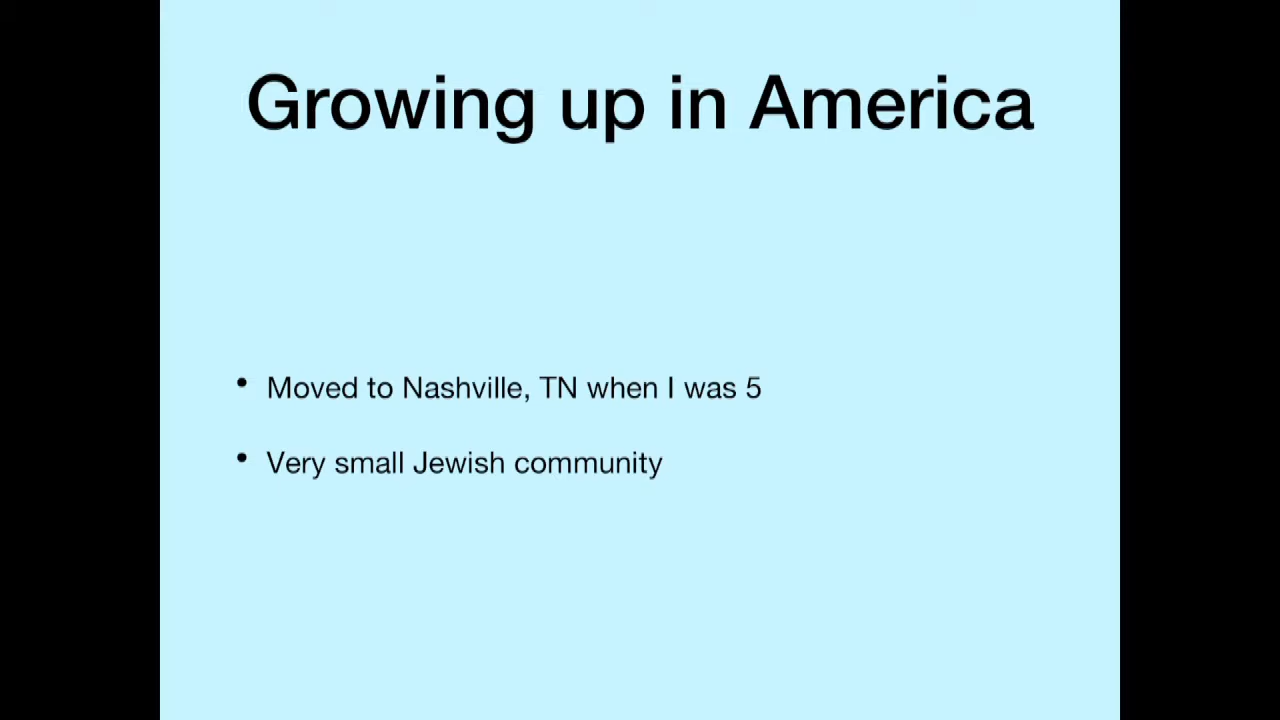 Growing up in America
• Moved to Nashville, TN when I was 5
• Very small Jewish community